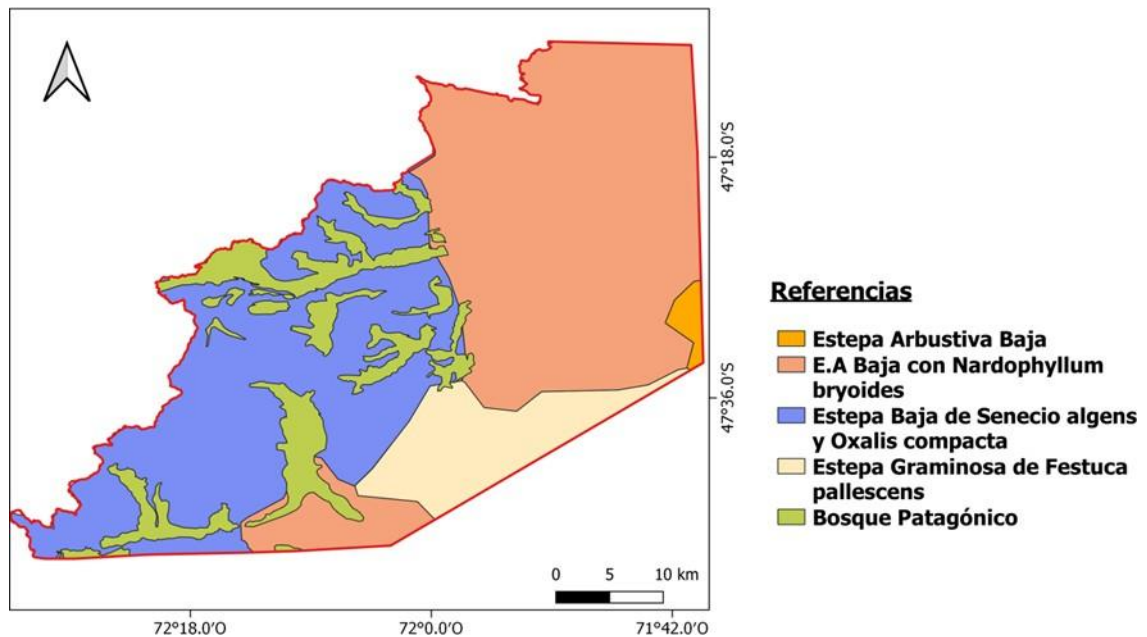 47°18.0'S
47°36.0'S
Referencias
Estepa Arbustiva Baja
E.A Baja con Nardophyllum
bryoides
Estepa Baja de Senecio algens
y Oxalis compacta
Estepa Graminosa de Festuca
pallescens
Bosque Patagónico
0 5 10 km
72°18.0'O 72°0.0'O 71°42.0'O